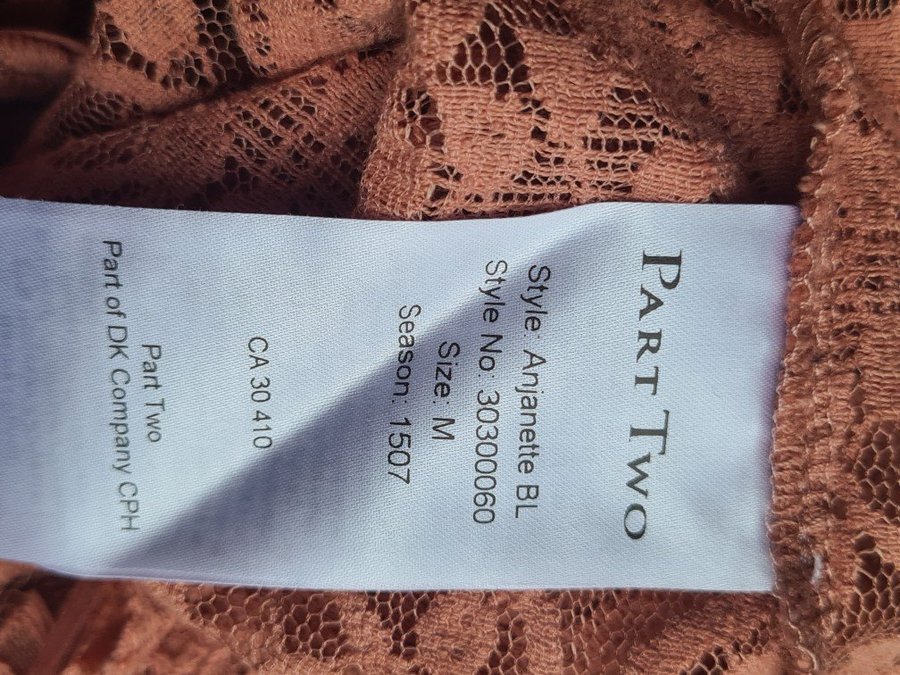 PART TWO
Style: Anjanette BL
Style No: 30300060
Size: M
Season: 1507
CA 30 410
Part Two
Part of DK Company CPH